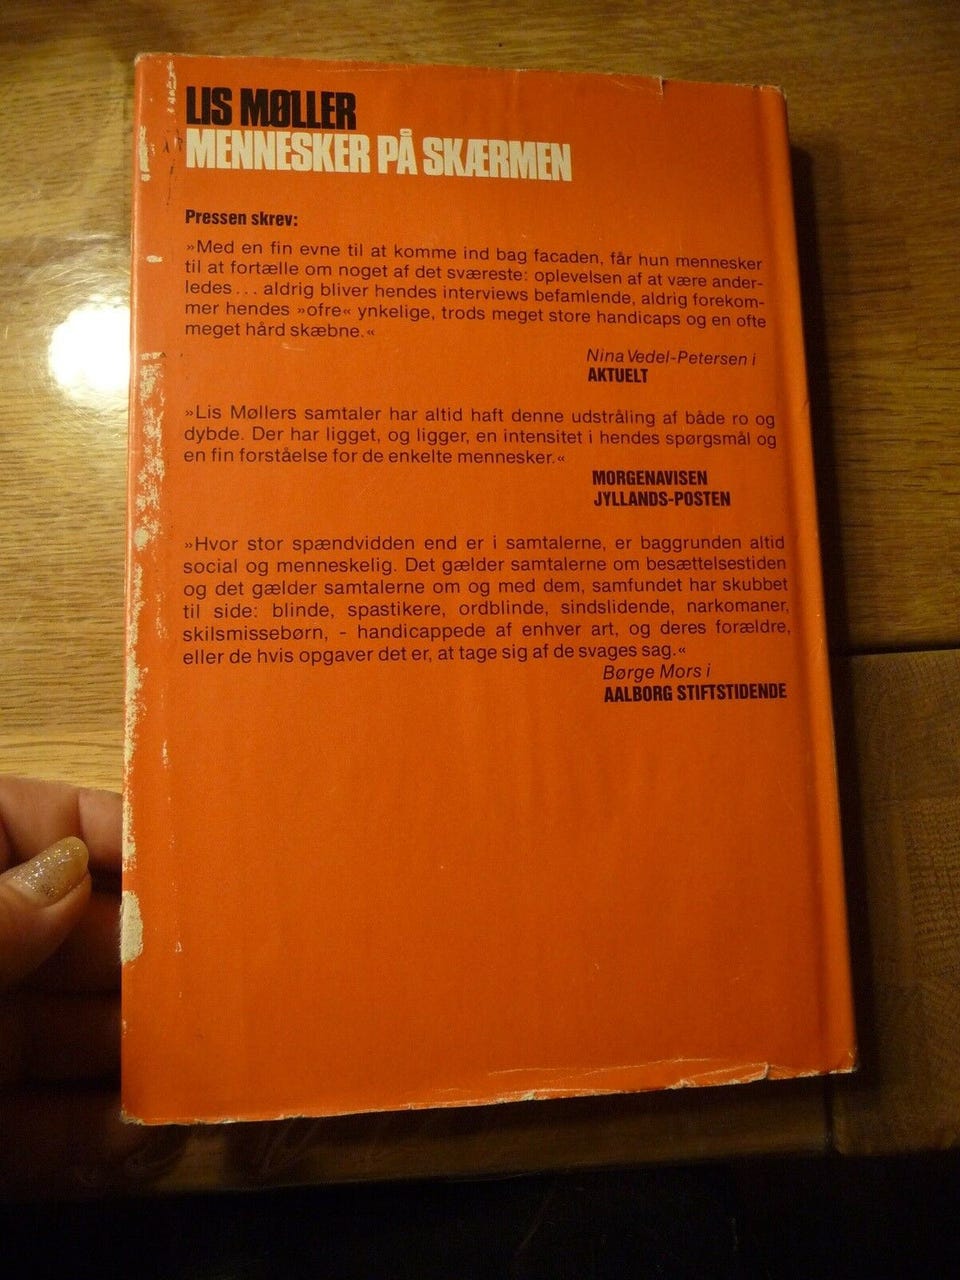 LIS MØLLER
MENNESKER PÅ SKÆRMEN
Pressen skrev:
»Med en fin evne til at komme ind bag facaden, får hun mennesker
til at fortælle om noget af det sværeste: oplevelsen af at være ander-
ledes... aldrig bliver hendes interviews befamlende, aldrig forekom-
mer hendes »ofre« ynkelige, trods meget store handicaps og en ofte
meget hård skæbne.«
Nina Vedel-Petersen i
AKTUELT
»Lis Møllers samtaler har altid haft denne udstråling af både ro og
dybde. Der har ligget, og ligger, en intensitet i hendes spørgsmål og
en fin forståelse for de enkelte mennesker.«
MORGENAVISEN
JYLLANDS-POSTEN
»Hvor stor spændvidden end er i samtalerne, er baggrunden altid
social og menneskelig. Det gælder samtalerne om besættelsestiden
og det gælder samtalerne om og med dem, samfundet har skubbet
til side: blinde, spastikere, ordblinde, sindslidende, narkomaner,
skilsmissebørn, - handicappede af enhver art, og deres forældre,
eller de hvis opgaver det er, at tage sig af de svages sag.«
Børge Mors i
AALBORG STIFTSTIDENDE